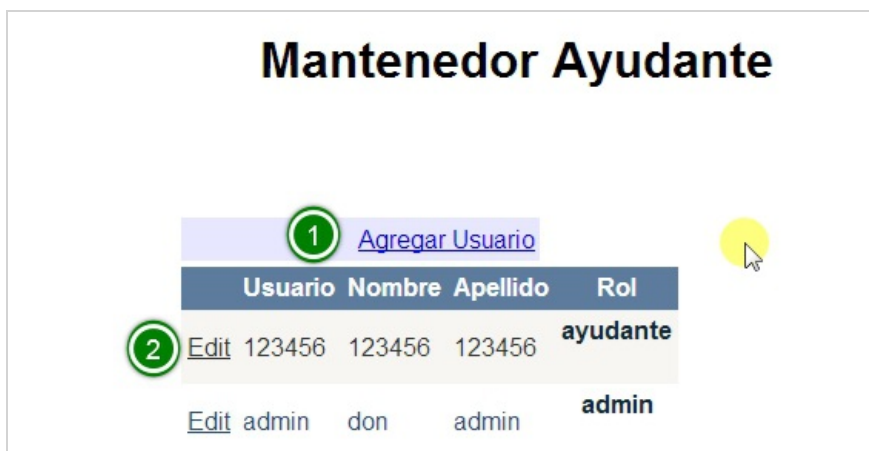 Mantenedor Ayudante
1 Agregar Usuario
Usuario Nombre Apellido Rol
2 Edit 123456 123456 123456 ayudante
Edit admin don admin admin